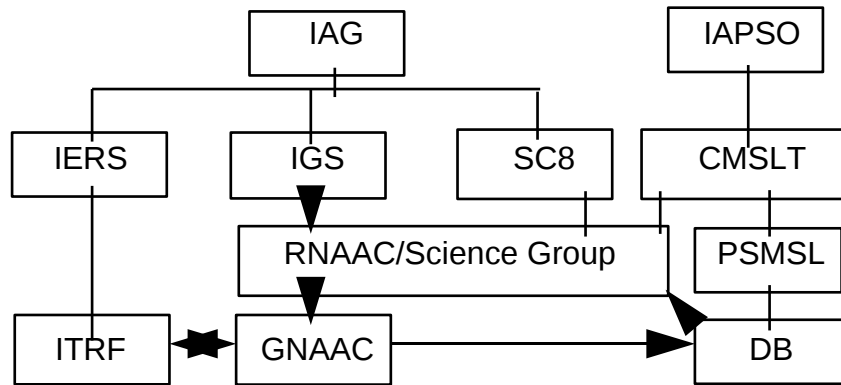 IAG
IAPSO
IERS
IGS
SC8
CMSLT
RNAAC/Science Group
PSMSL
ITRF
GNAAC
DB